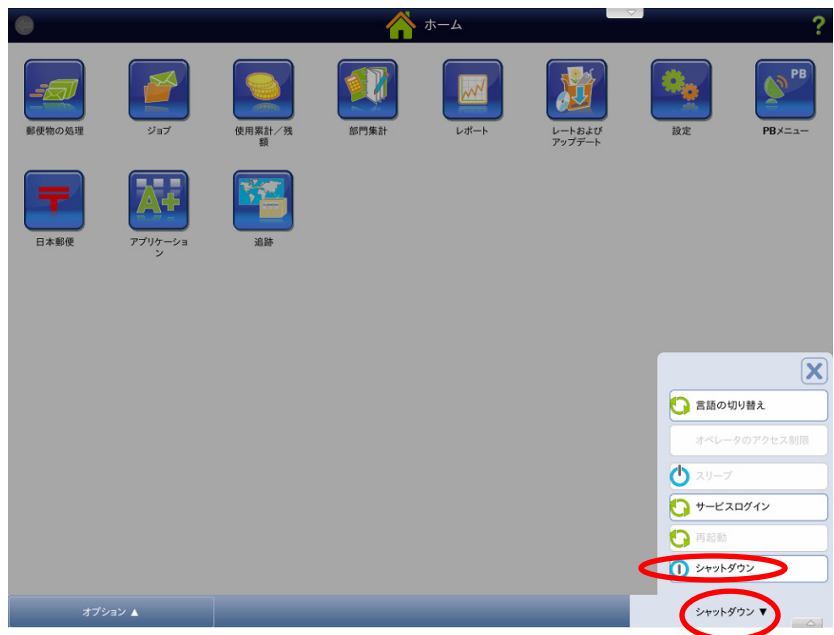 ホーム
?
PB
郵便物の処理
ジョブ
使用累計／残
額
部門集計
レポート
レートおよび
アップデート
設定
PBメニュー
A+
日本郵便
アプリケーショ
ン
追跡
X
言語の切り替え
オペレータのアクセス制限
スリープ
サービスログイン
再起動
シャットダウン
オプション ▲
シャットダウン ▼